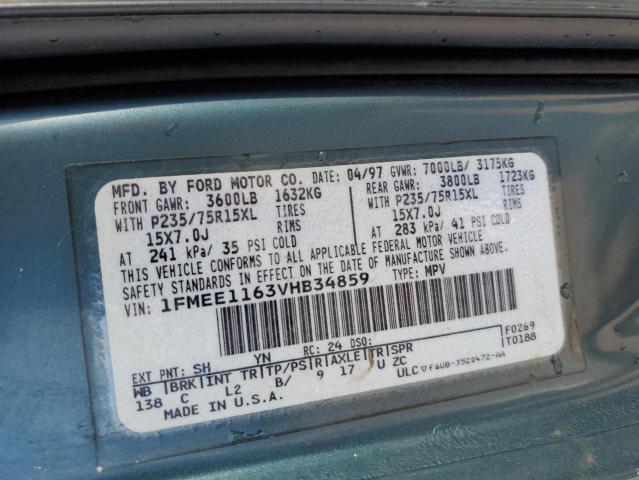 MFD. BY FORD MOTOR CO. DATE: 04/97 GVWR: 7000LB/ 3175KG
FRONT GAWR: 3600LB 1632KG REAR GAWR: 3800LB 1723KG
WITH P235/75R15XL TIRES WITH P235/75R15XL TIRES
15X7.0J RIMS 15X7.0J RIMS
AT 241 kPa/ 35 PSI COLD AT 283 kPa/ 41 PSI COLD
THIS VEHICLE CONFORMS TO ALL APPLICABLE FEDERAL MOTOR VEHICLE
SAFETY STANDARDS IN EFFECT ON THE DATE OF MANUFACTURE SHOWN ABOVE.
VIN: 1FMEE1163VHB34859 TYPE: MPV
F0269
T0188
EXT PNT: SH YN RC: 24 DSO:
WB BRK INT TR TP/PS R AXLE TR SPR
138 C L2 B/ 9 17 U ZC
ULC F6UB-3520472-AA
MADE IN U.S.A.